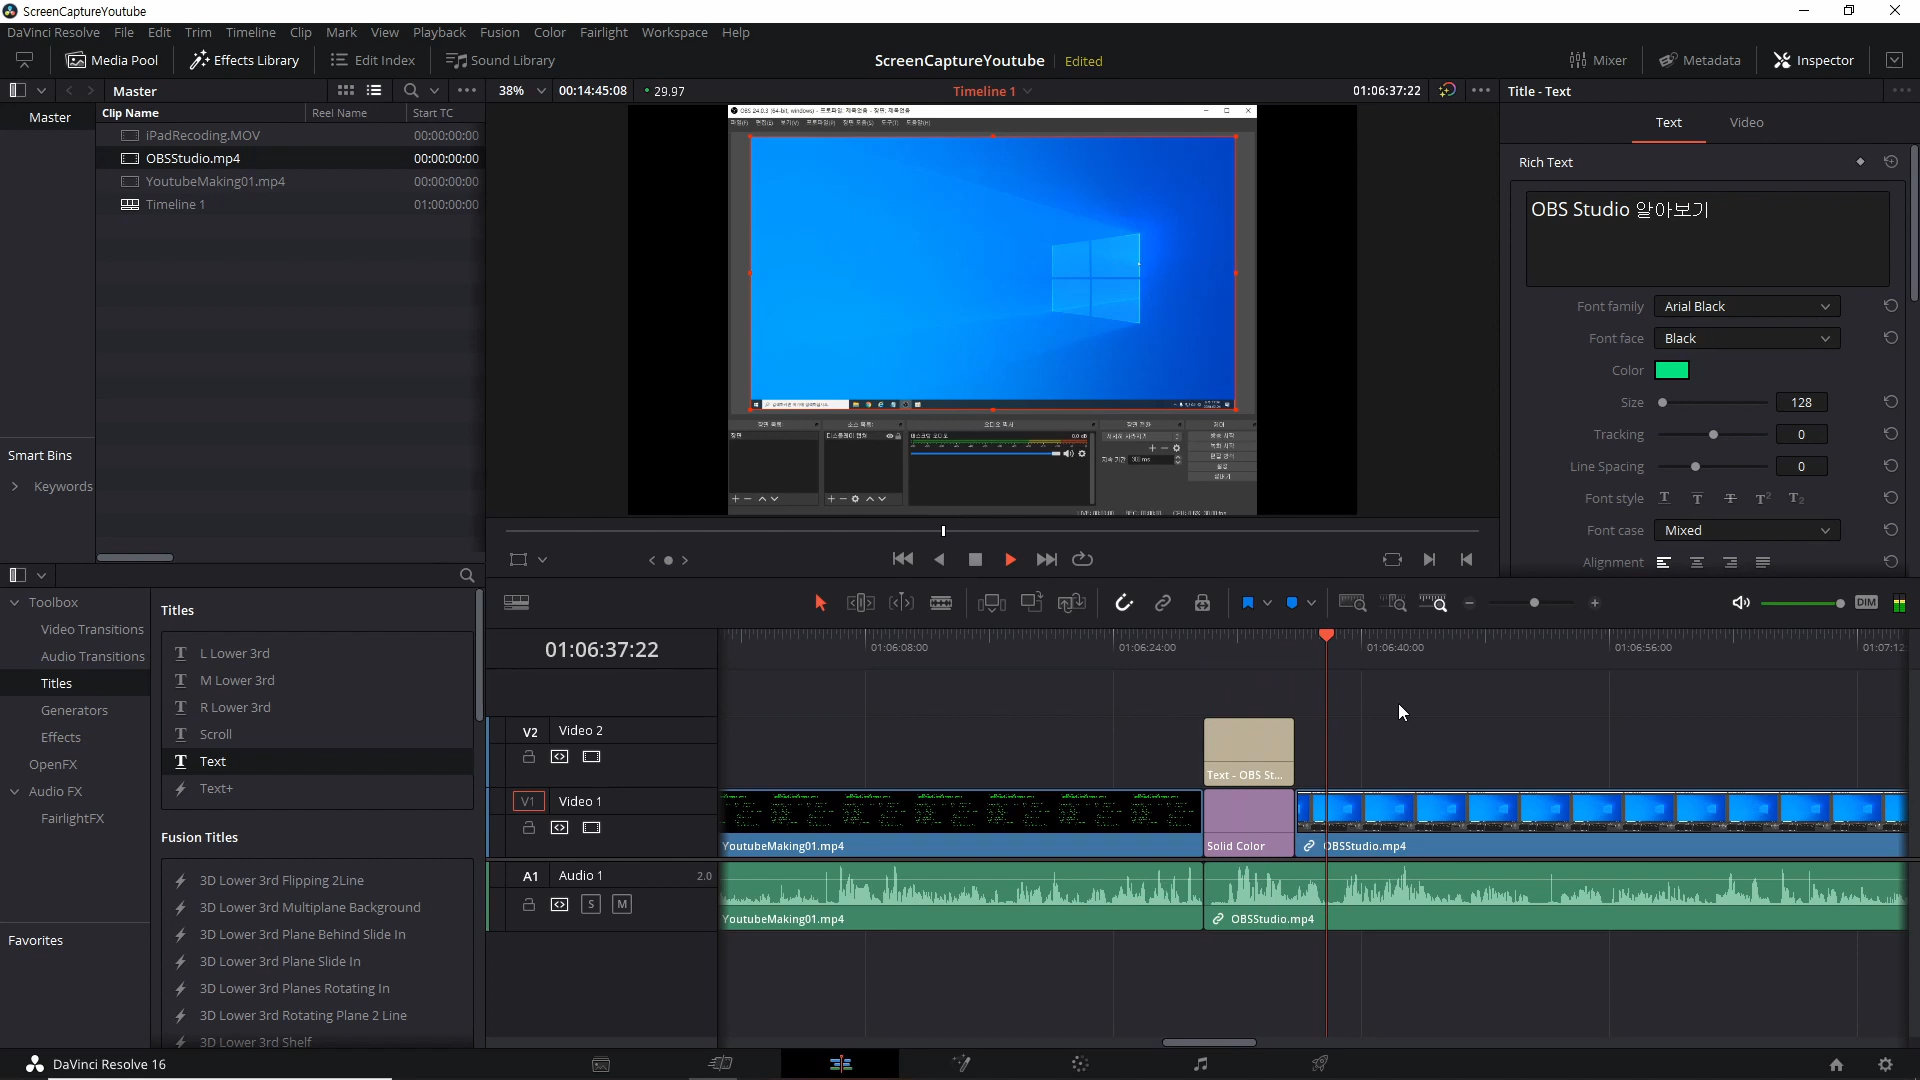 ScreenCaptureYoutube
DaVinci Resolve File Edit Trim Timeline Clip Mark View Playback Fusion Color Fairlight Workspace Help
Media Pool Effects Library Edit Index Sound Library ScreenCaptureYoutube Edited Mixer Metadata Inspector
Master 38% 00:14:45:08 29.97 Timeline 1 01:06:37:22 Title - Text
Master
Clip Name Reel Name Start TC
iPadRecoding.MOV 00:00:00:00
OBSStudio.mp4 00:00:00:00
YoutubeMaking01.mp4 00:00:00:00
Timeline 1 01:00:00:00
Smart Bins
Keywords
Text Video
Rich Text
OBS Studio 알아보기
Font family Arial Black
Font face Black
Color
Size 128
Tracking 0
Line Spacing 0
Font style
Font case Mixed
Alignment
Toolbox
Video Transitions
Audio Transitions
Titles
Generators
Effects
OpenFX
Audio FX
FairlightFX
Favorites
Titles
L Lower 3rd
M Lower 3rd
R Lower 3rd
Scroll
Text
Text+
Fusion Titles
3D Lower 3rd Flipping 2Line
3D Lower 3rd Multiplane Background
3D Lower 3rd Plane Behind Slide In
3D Lower 3rd Plane Slide In
3D Lower 3rd Planes Rotating In
3D Lower 3rd Rotating Plane 2 Line
3D Lower 3rd Shelf
DIM
01:06:37:22 01:06:08:00 01:06:24:00 01:06:40:00 01:06:56:00 01:07:12
V2 Video 2
Text - OBS St...
V1 Video 1
YoutubeMaking01.mp4 Solid Color OBSStudio.mp4
A1 Audio 1 2.0
S M
YoutubeMaking01.mp4 OBSStudio.mp4
DaVinci Resolve 16